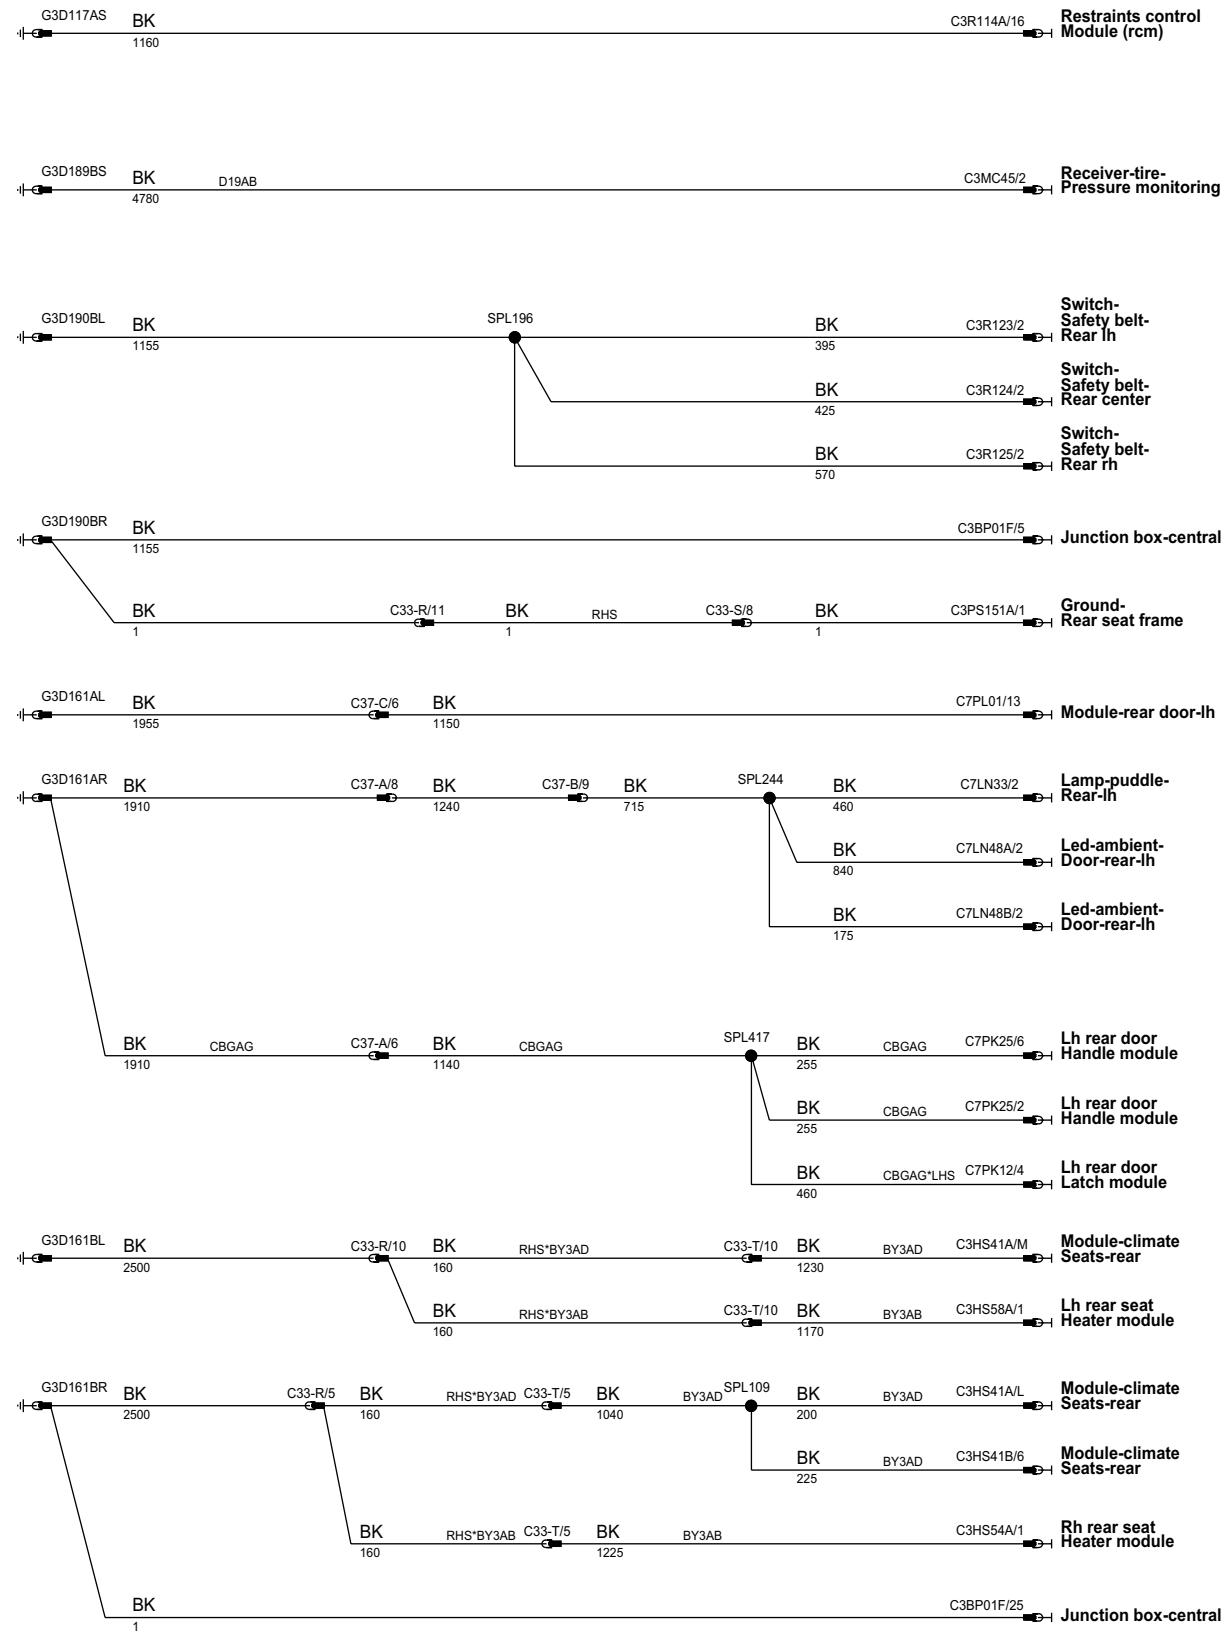 G3D117AS
BK
1160
C3R114A/16
Restraints control
Module (rcm)
G3D189BS
BK
4780
D19AB
C3MC45/2
Receiver-tire-
Pressure monitoring
G3D190BL
BK
1155
SPL196
BK
395
C3R123/2
Switch-
Safety belt-
Rear lh
BK
425
C3R124/2
Switch-
Safety belt-
Rear center
BK
570
C3R125/2
Switch-
Safety belt-
Rear rh
G3D190BR
BK
1155
C3BP01F/5
Junction box-central
BK
1
C33-R/11
BK
1
RHS
C33-S/8
BK
1
C3PS151A/1
Ground-
Rear seat frame
G3D161AL
BK
1955
C37-C/6
BK
1150
C7PL01/13
Module-rear door-lh
G3D161AR
BK
1910
C37-A/8
BK
1240
C37-B/9
BK
715
SPL244
BK
460
C7LN33/2
Lamp-puddle-
Rear-lh
BK
840
C7LN48A/2
Led-ambient-
Door-rear-lh
BK
175
C7LN48B/2
Led-ambient-
Door-rear-lh
BK
1910
CBGAG
C37-A/6
BK
1140
CBGAG
SPL417
BK
255
CBGAG
C7PK25/6
Lh rear door
Handle module
BK
255
CBGAG
C7PK25/2
Lh rear door
Handle module
BK
460
CBGAG*LHS
C7PK12/4
Lh rear door
Latch module
G3D161BL
BK
2500
C33-R/10
BK
160
RHS*BY3AD
C33-T/10
BK
1230
BY3AD
C3HS41A/M
Module-climate
Seats-rear
BK
160
RHS*BY3AB
C33-T/10
BK
1170
BY3AB
C3HS58A/1
Lh rear seat
Heater module
G3D161BR
BK
2500
C33-R/5
BK
160
RHS*BY3AD
C33-T/5
BK
1040
BY3AD
SPL109
BK
200
BY3AD
C3HS41A/L
Module-climate
Seats-rear
BK
225
BY3AD
C3HS41B/6
Module-climate
Seats-rear
BK
160
RHS*BY3AB
C33-T/5
BK
1225
BY3AB
C3HS54A/1
Rh rear seat
Heater module
BK
1
C3BP01F/25
Junction box-central